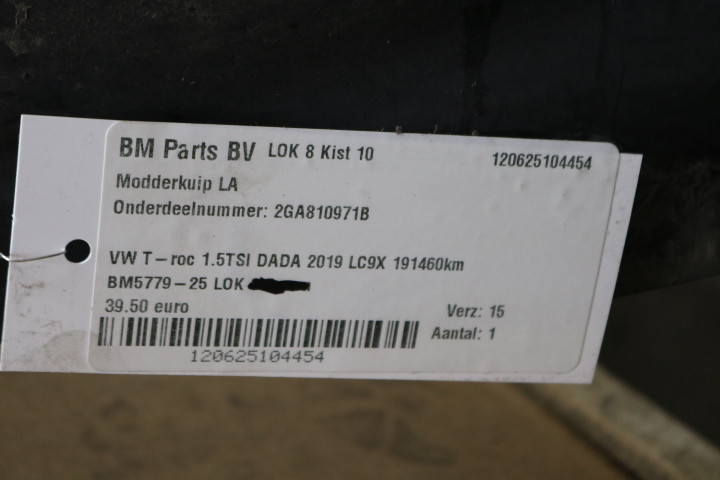 BM Parts BV LOK 8 Kist 10 120625104454
Modderkuip LA
Onderdeelnummer: 2GA810971B
VW T-roc 1.5TSI DADA 2019 LC9X 191460km
BM5779-25 LOK
39.50 euro Verz: 15
Aantal: 1
120625104454